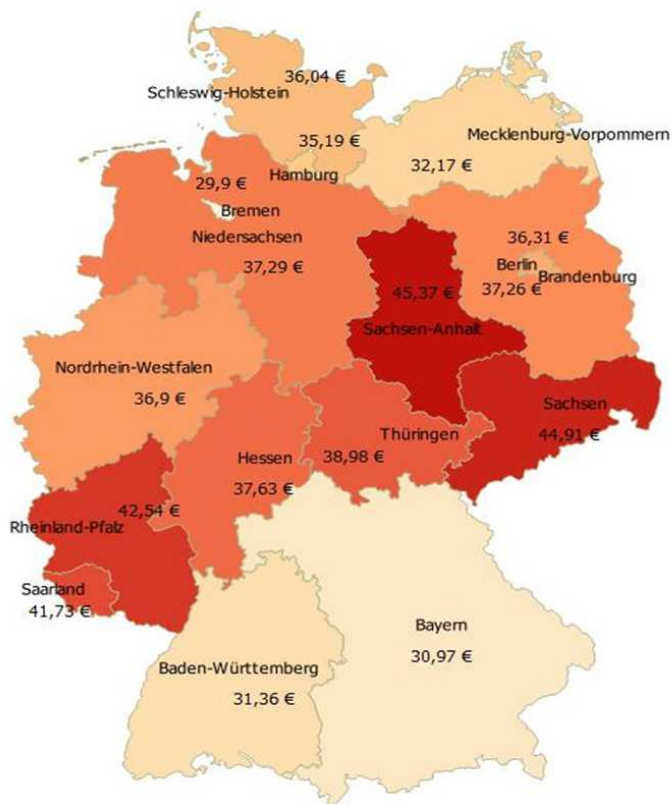 36,04 €
Schleswig-Holstein
Mecklenburg-Vorpommern
35,19 €
32,17 €
Hamburg
29,9 €
Bremen
Niedersachsen
36,31 €
37,29 €
Berlin
Brandenburg
37,26 €
45,37 €
Sachsen-Anhalt
Nordrhein-Westfalen
36,9 €
Sachsen
Thüringen
44,91 €
Hessen
38,98 €
37,63 €
42,54 €
Rheinland-Pfalz
Saarland
41,73 €
Bayern
30,97 €
Baden-Württemberg
31,36 €